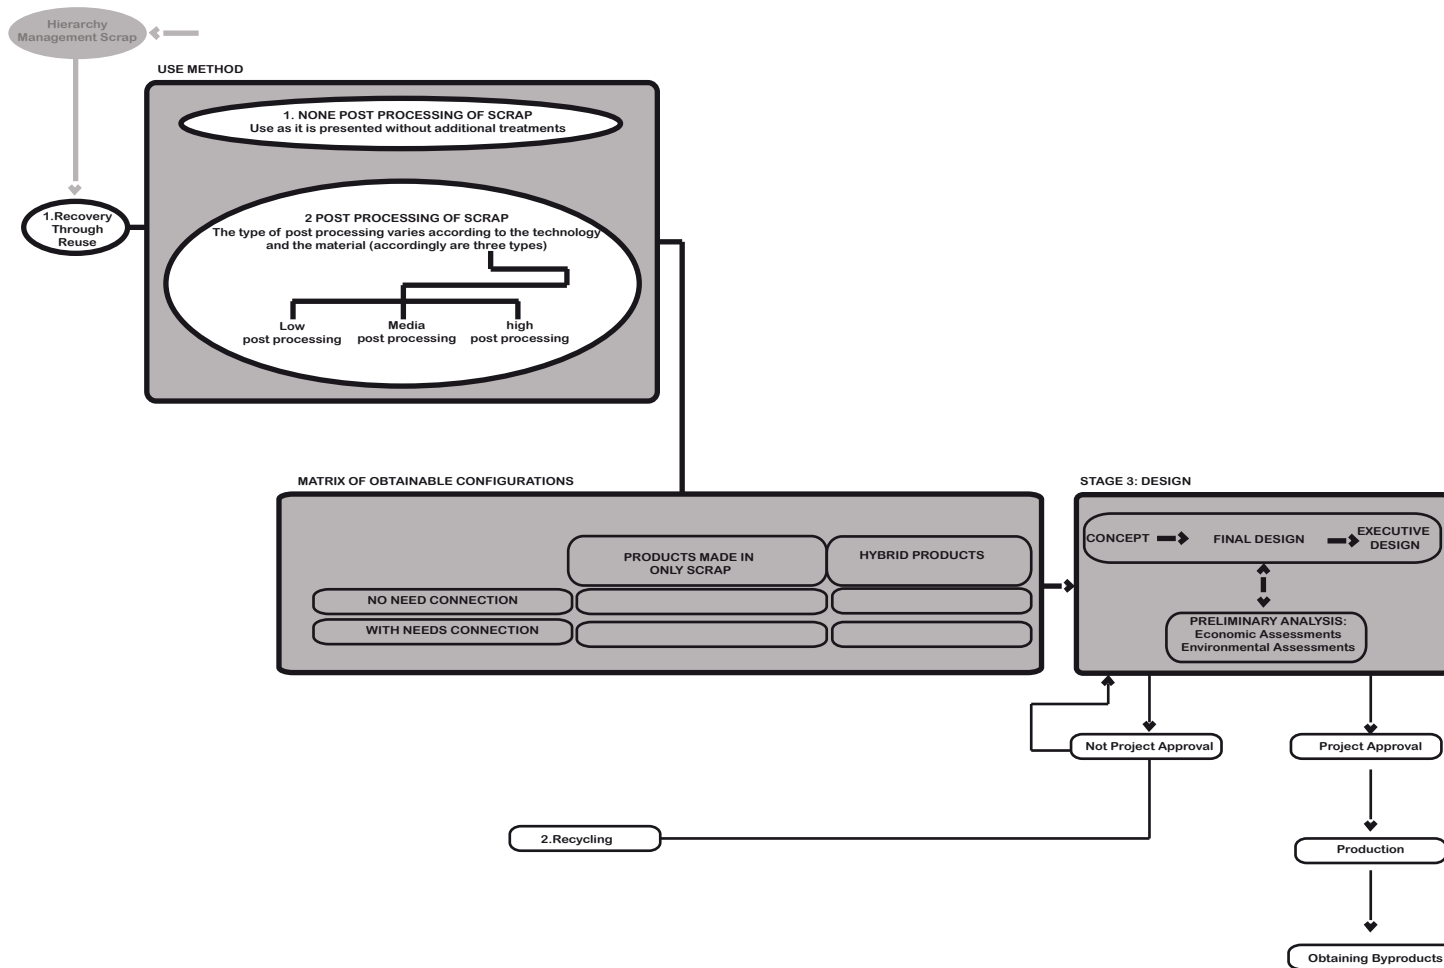 Hierarchy
Management Scrap
USE METHOD
1. NONE POST PROCESSING OF SCRAP
Use as it is presented without additional treatments
1.Recovery
Through
Reuse
2 POST PROCESSING OF SCRAP
The type of post processing varies according to the technology
and the material (accordingly are three types)
Low
post processing
Media
post processing
high
post processing
MATRIX OF OBTAINABLE CONFIGURATIONS
PRODUCTS MADE IN
ONLY SCRAP
HYBRID PRODUCTS
NO NEED CONNECTION
WITH NEEDS CONNECTION
STAGE 3: DESIGN
CONCEPT
FINAL DESIGN
EXECUTIVE
DESIGN
PRELIMINARY ANALYSIS:
Economic Assessments
Environmental Assessments
Not Project Approval
Project Approval
2.Recycling
Production
Obtaining Byproducts